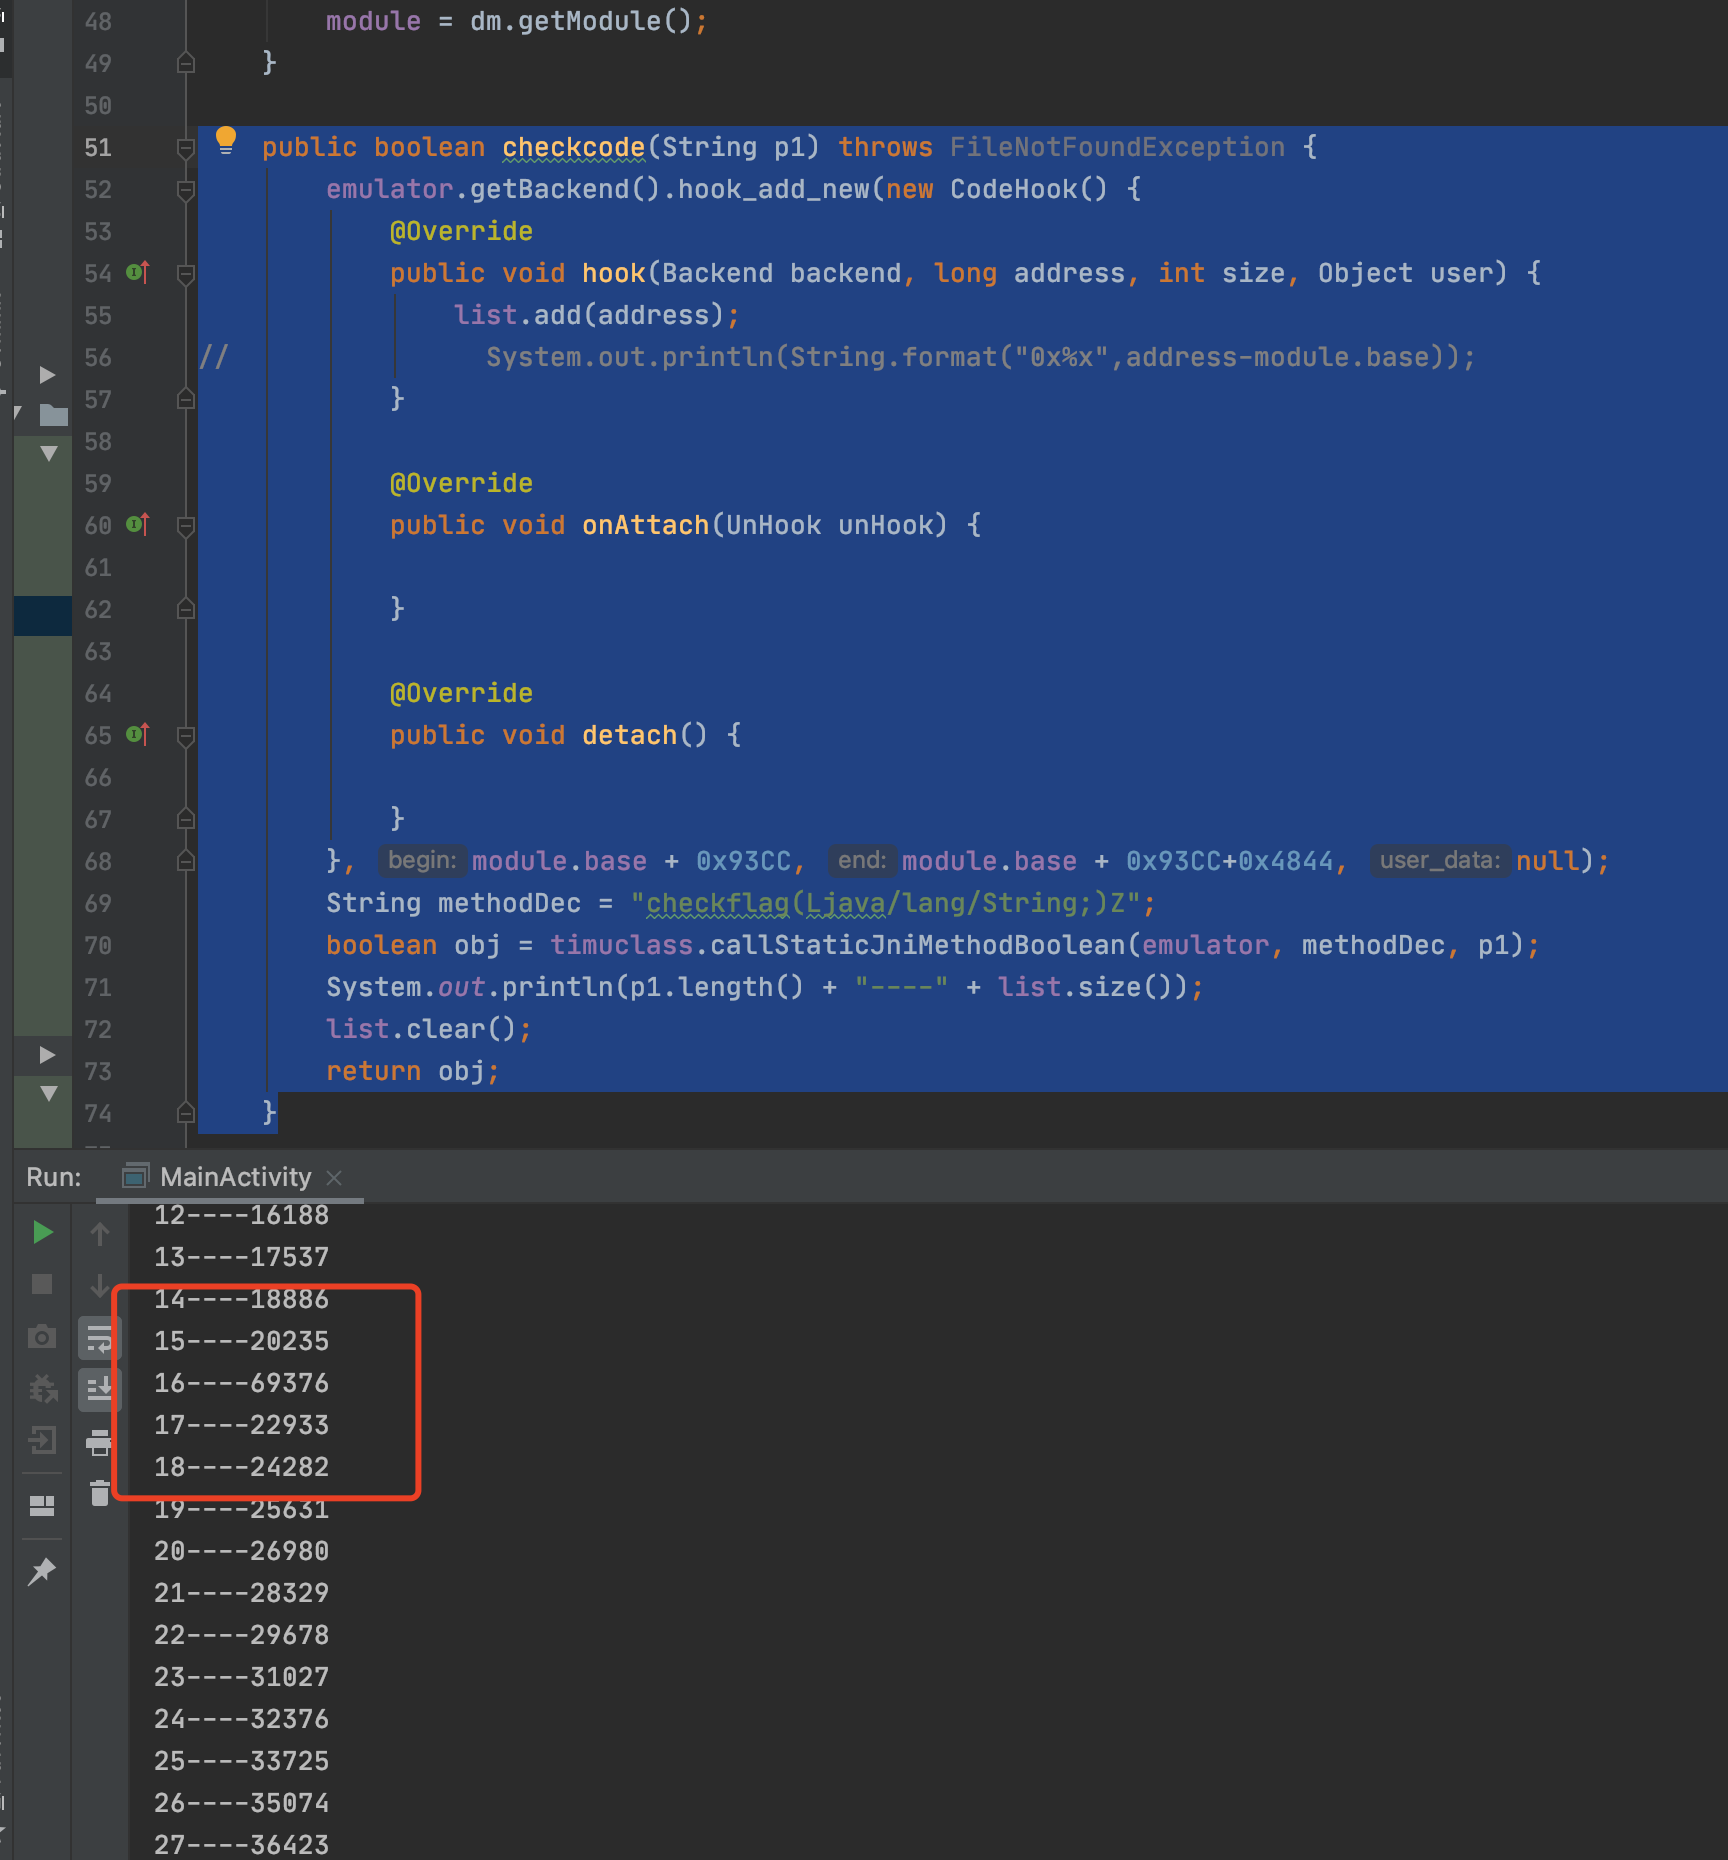 48 module = dm.getModule();
49 }
50
51 public boolean checkcode(String p1) throws FileNotFoundException {
52 emulator.getBackend().hook_add_new(new CodeHook() {
53 @Override
54 public void hook(Backend backend, long address, int size, Object user) {
55 list.add(address);
56 // System.out.println(String.format("0x%x",address-module.base));
57 }
58
59 @Override
60 public void onAttach(UnHook unHook) {
61
62 }
63
64 @Override
65 public void detach() {
66
67 }
68 }, begin: module.base + 0x93CC, end: module.base + 0x93CC+0x4844, user_data: null);
69 String methodDec = "checkflag(Ljava/lang/String;)Z";
70 boolean obj = timuclass.callStaticJniMethodBoolean(emulator, methodDec, p1);
71 System.out.println(p1.length() + "----" + list.size());
72 list.clear();
73 return obj;
74 }
Run: MainActivity
12----16188
13----17537
14----18886
15----20235
16----69376
17----22933
18----24282
19----25631
20----26980
21----28329
22----29678
23----31027
24----32376
25----33725
26----35074
27----36423